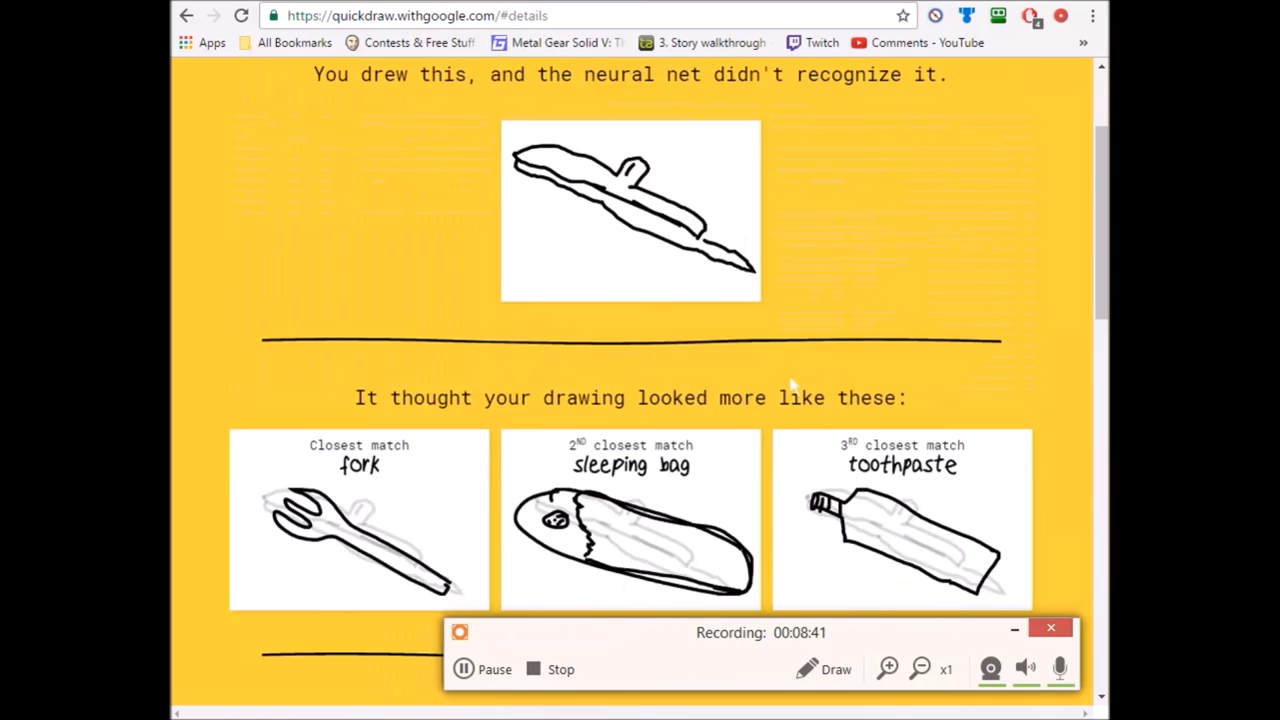 https://quickdraw.withgoogle.com/#details
4
Apps All Bookmarks Contests & Free Stuff Metal Gear Solid V: T 3. Story walkthrough Twitch Comments - YouTube »
You drew this, and the neural net didn't recognize it.
It thought your drawing looked more like these:
Closest match
fork
2ND closest match
sleeping bag
3RD closest match
toothpaste
Recording: 00:08:41
Pause Stop Draw x1